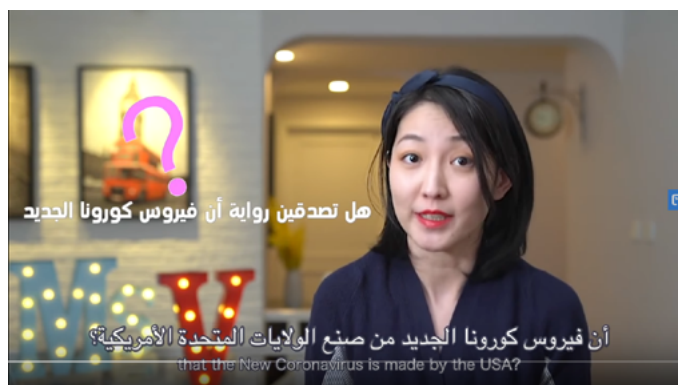 ?
هل تصدقين رواية أن فيروس كورونا الجديد
M V
أن فيروس كورونا الجديد من صنع الولايات المتحدة الأمريكية؟
that the New Coronavirus is made by the USA?